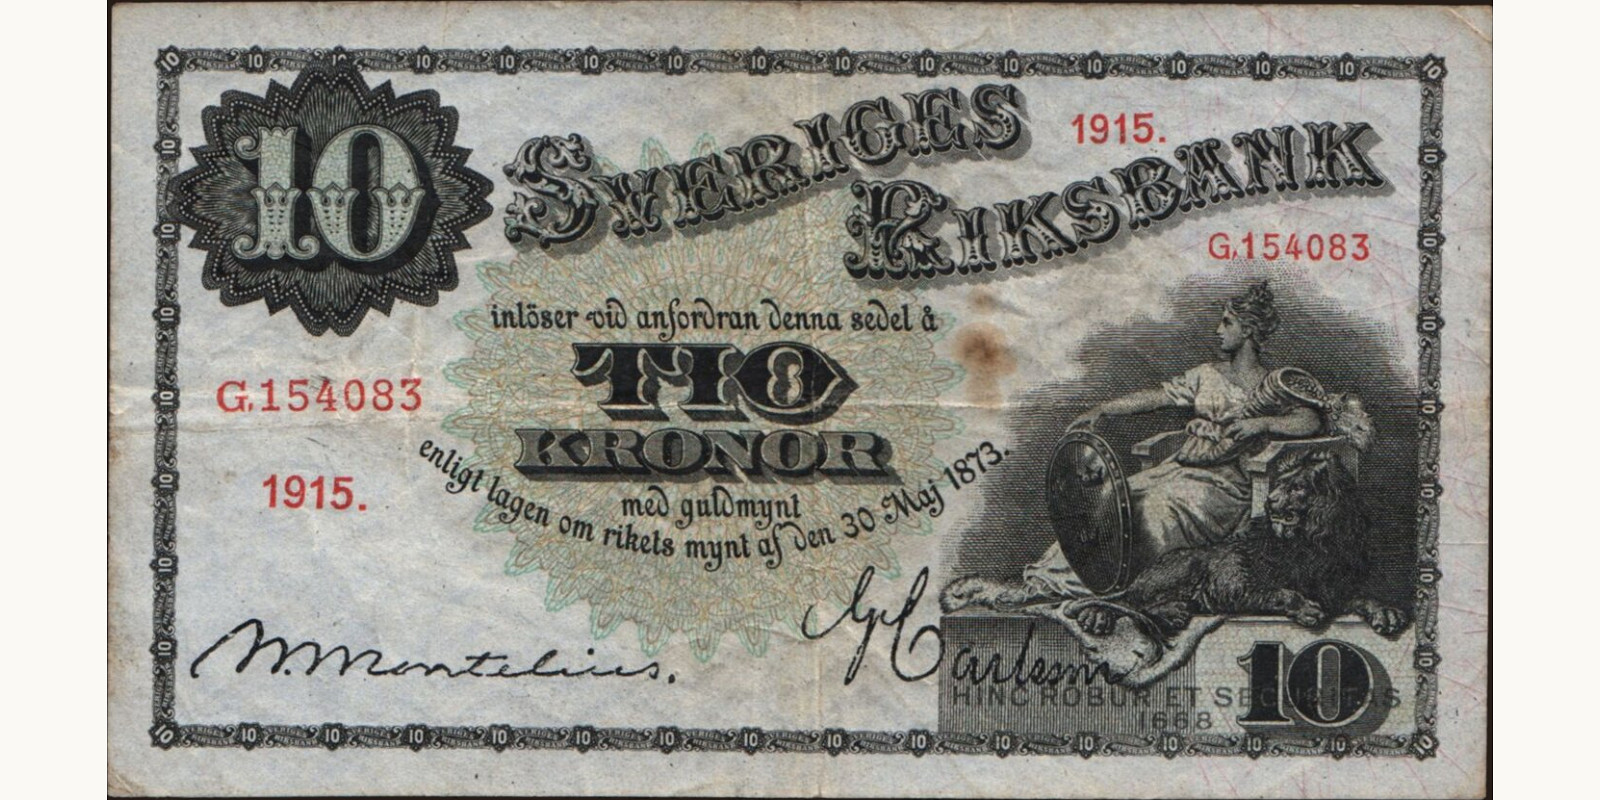 10
SVERIGES
RIKSBANK
1915.
G,154083
inlöser vid anfordran denna sedel å
TIO
KRONOR
med guldmynt
enligt lagen om rikets mynt af den 30 Maj 1873.
G,154083
1915.
M. Montelius.
Carlsson
HINC ROBUR ET SECURITAS
1668
10